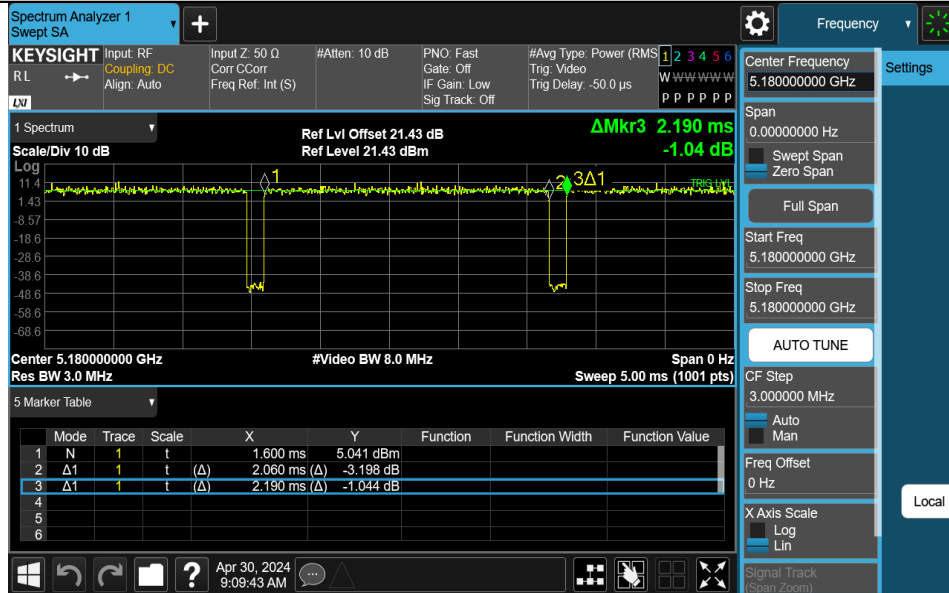 Spectrum Analyzer 1
Swept SA
+
Frequency
KEYSIGHT
RL
LXI
Input: RF
Coupling: DC
Align: Auto
Input Z: 50 Ω
Corr CCorr
Freq Ref: Int (S)
#Atten: 10 dB
PNO: Fast
Gate: Off
IF Gain: Low
Sig Track: Off
#Avg Type: Power (RMS
Trig: Video
Trig Delay: -50.0 µs
1 2 3 4 5 6
W W W W W W
P P P P P P
1 Spectrum
Scale/Div 10 dB
Ref Lvl Offset 21.43 dB
Ref Level 21.43 dBm
ΔMkr3 2.190 ms
-1.04 dB
Log
11.4
1.43
-8.57
-18.6
-28.6
-38.6
-48.6
-58.6
-68.6
1
2
3Δ1
TRIG LVL
Center 5.180000000 GHz
#Video BW 8.0 MHz
Span 0 Hz
Res BW 3.0 MHz
Sweep 5.00 ms (1001 pts)
5 Marker Table
Mode Trace Scale X Y Function Function Width Function Value
1 N 1 t 1.600 ms 5.041 dBm
2 Δ1 1 t (Δ) 2.060 ms (Δ) -3.198 dB
3 Δ1 1 t (Δ) 2.190 ms (Δ) -1.044 dB
4
5
6
?
Apr 30, 2024
9:09:43 AM
Center Frequency
5.180000000 GHz
Settings
Span
0.00000000 Hz
Swept Span
Zero Span
Full Span
Start Freq
5.180000000 GHz
Stop Freq
5.180000000 GHz
AUTO TUNE
CF Step
3.000000 MHz
Auto
Man
Freq Offset
0 Hz
Local
X Axis Scale
Log
Lin
Signal Track
(Span Zoom)